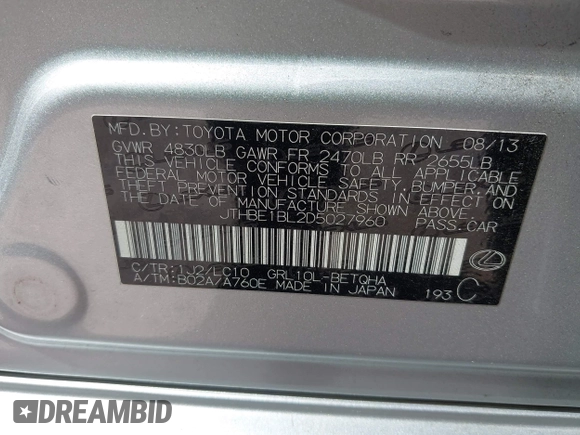 MFD.BY:TOYOTA MOTOR CORPORATION 08/13
GVWR 4830LB GAWR FR 2470LB RR 2655LB
THIS VEHICLE CONFORMS TO ALL APPLICABLE
FEDERAL MOTOR VEHICLE SAFETY,BUMPER,AND
THEFT PREVENTION STANDARDS IN EFFECT ON
THE DATE OF MANUFACTURE SHOWN ABOVE.
JTHBE1BL2D5027960 PASS.CAR
C/TR:1J2/LC10 GRL10L-BETQHA
A/TM:B02A/A760E MADE IN JAPAN 193 C
DREAMBID